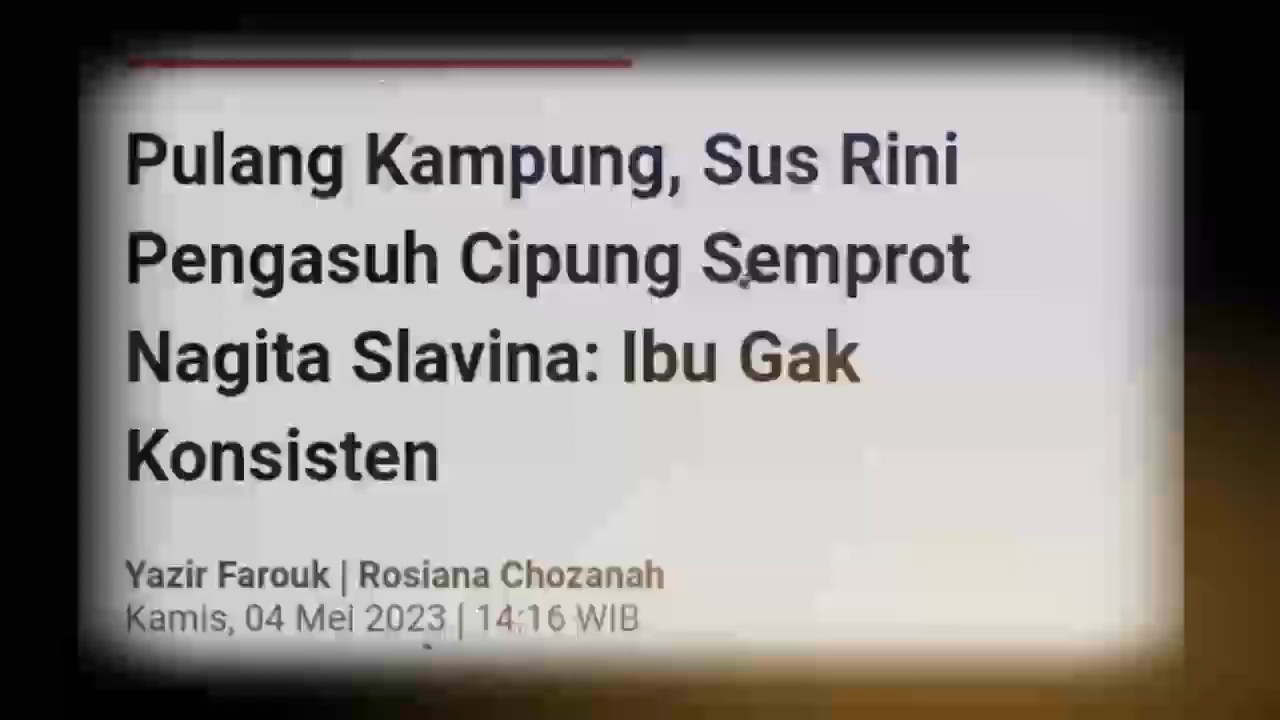 Pulang Kampung, Sus Rini
Pengasuh Cipung Semprot
Nagita Slavina: Ibu Gak
Konsisten
Yazir Farouk | Rosiana Chozanah
Kamis, 04 Mei 2023 | 14:16 WIB